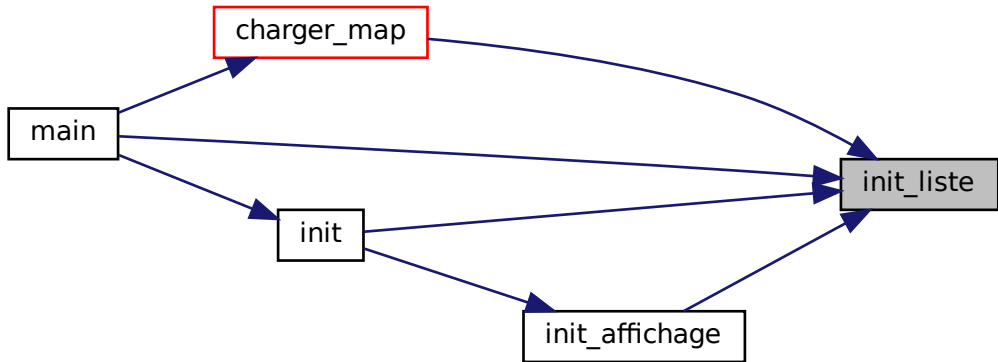 charger_map
main
init_liste
init
init_affichage